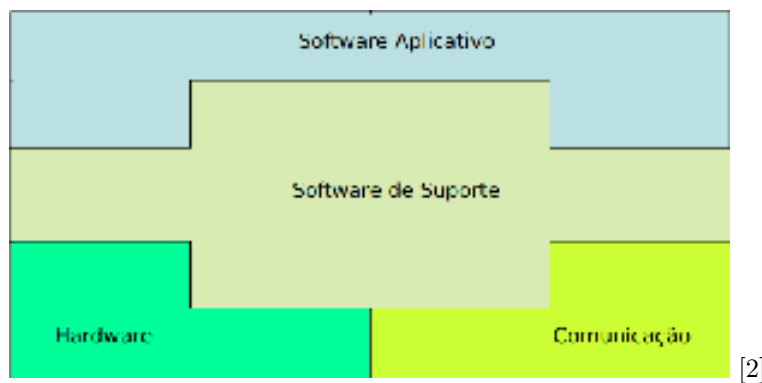 Software Aplicativo
Software de Suporte
Hardware
Comunicação
[2]